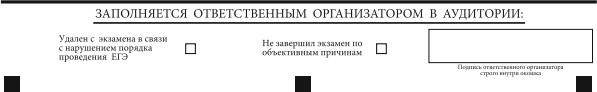 ЗАПОЛНЯЕТСЯ ОТВЕТСТВЕННЫМ ОРГАНИЗАТОРОМ В АУДИТОРИИ:
Удален с экзамена в связи
с нарушением порядка
проведения ЕГЭ
Не завершил экзамен по
объективным причинам
Подпись ответственного организатора
строго внутри окошка